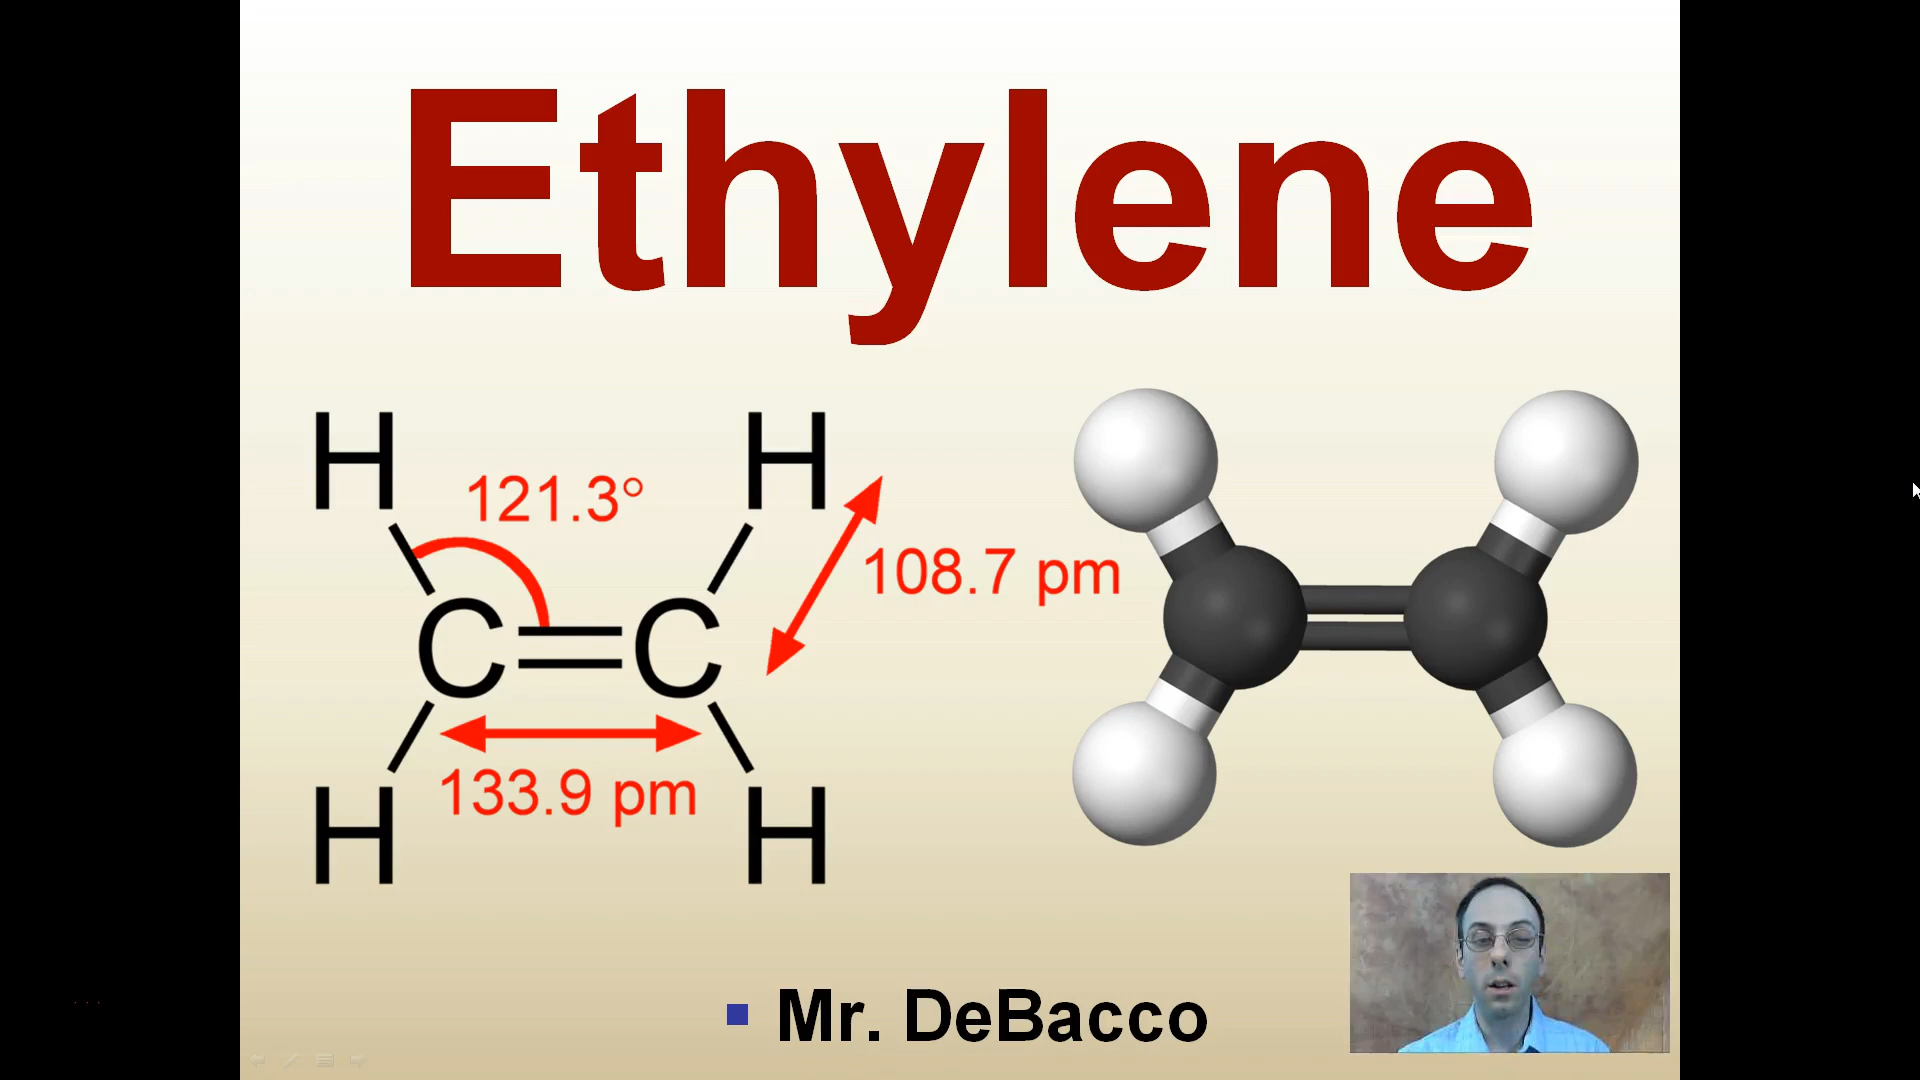 Ethylene
H H
121.3°
108.7 pm
C C
133.9 pm
H H
Mr. DeBacco